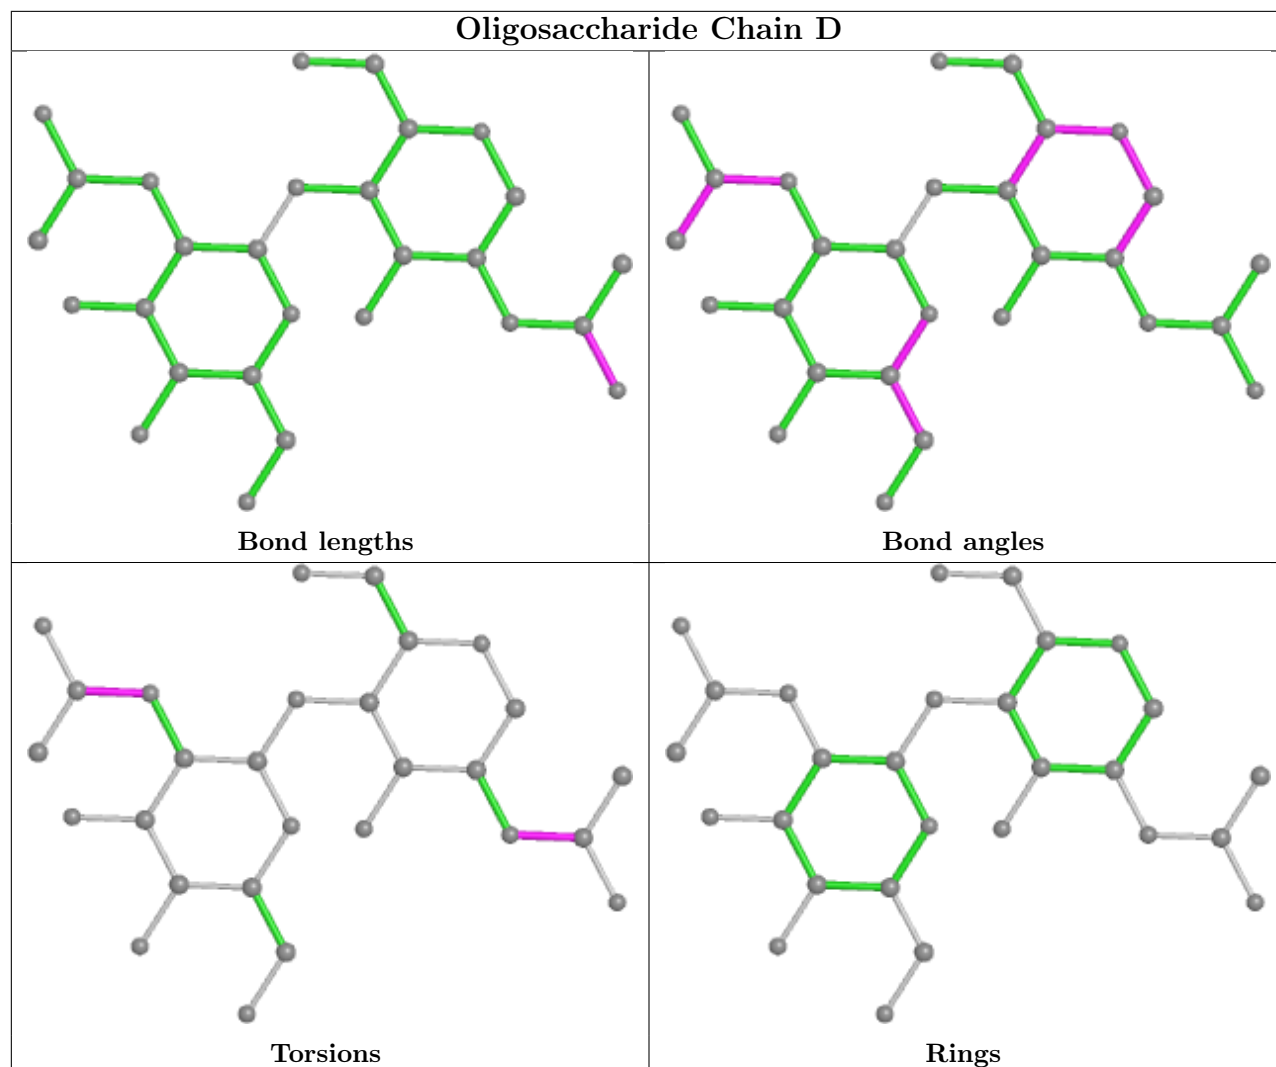 Oligosaccharide Chain D
Bond lengths
Bond angles
Torsions
Rings